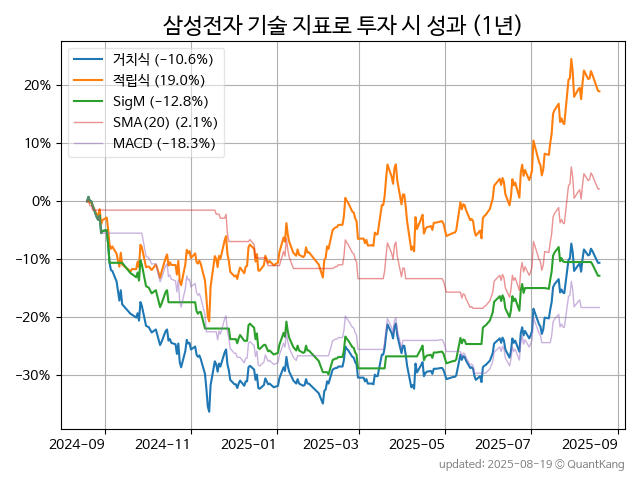 삼성전자 기술 지표로 투자 시 성과 (1년)
거치식 (−10.6%)
적립식 (19.0%)
SigM (−12.8%)
SMA(20) (2.1%)
MACD (−18.3%)
20%
10%
0%
−10%
−20%
−30%
2024-09 2024-11 2025-01 2025-03 2025-05 2025-07 2025-09
updated: 2025-08-19 © QuantKang